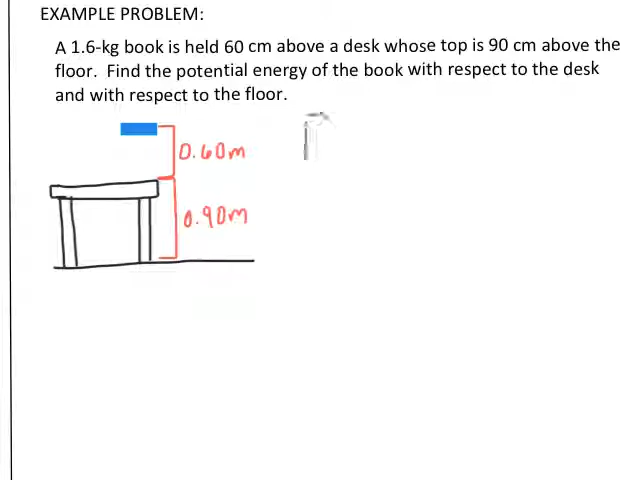 EXAMPLE PROBLEM:
A 1.6-kg book is held 60 cm above a desk whose top is 90 cm above the
floor. Find the potential energy of the book with respect to the desk
and with respect to the floor.
0.60m
0.90m